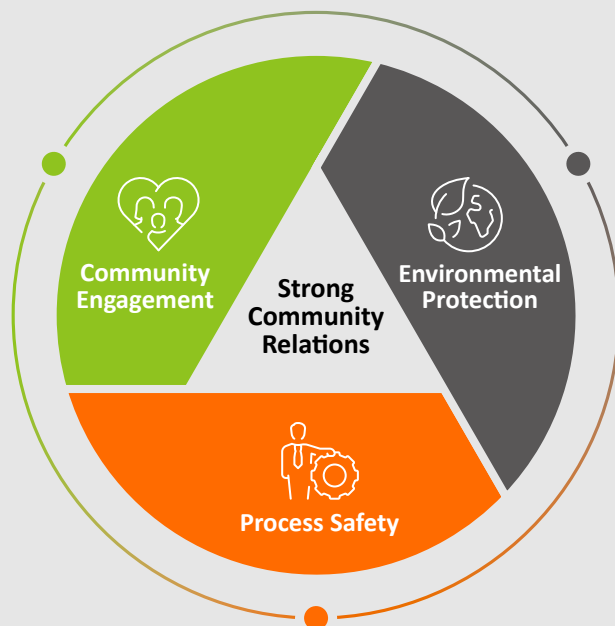 Community
Engagement
Environmental
Protection
Strong
Community
Relations
Process Safety